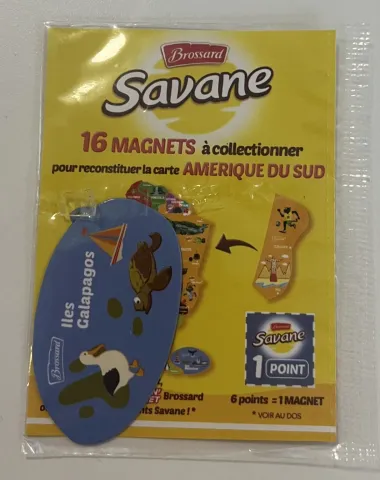 Brossard
Savane
16 MAGNETS à collectionner
pour reconstituer la carte AMERIQUE DU SUD
Iles
Galapagos
Brossard
Brossard
Savane
1 POINT
Brossard
6 points = 1 MAGNET
Savane ! *
* VOIR AU DOS